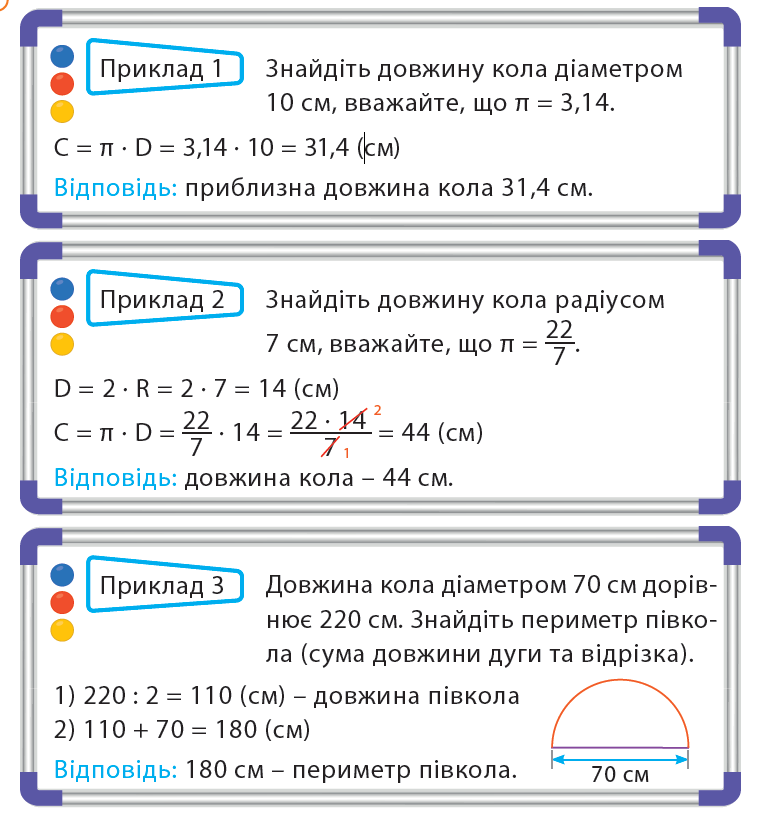 Приклад 1
Знайдіть довжину кола діаметром
10 см, вважайте, що π = 3,14.
C = π · D = 3,14 · 10 = 31,4 (см)
Відповідь: приблизна довжина кола 31,4 см.
Приклад 2
Знайдіть довжину кола радіусом
7 см, вважайте, що π = 22/7.
D = 2 · R = 2 · 7 = 14 (см)
C = π · D = 22/7 · 14 = 22 · 14 2/7 1 = 44 (см)
Відповідь: довжина кола – 44 см.
Приклад 3
Довжина кола діаметром 70 см дорів-
нює 220 см. Знайдіть периметр півко-
ла (сума довжини дуги та відрізка).
1) 220 : 2 = 110 (см) – довжина півкола
2) 110 + 70 = 180 (см)
Відповідь: 180 см – периметр півкола.
70 см